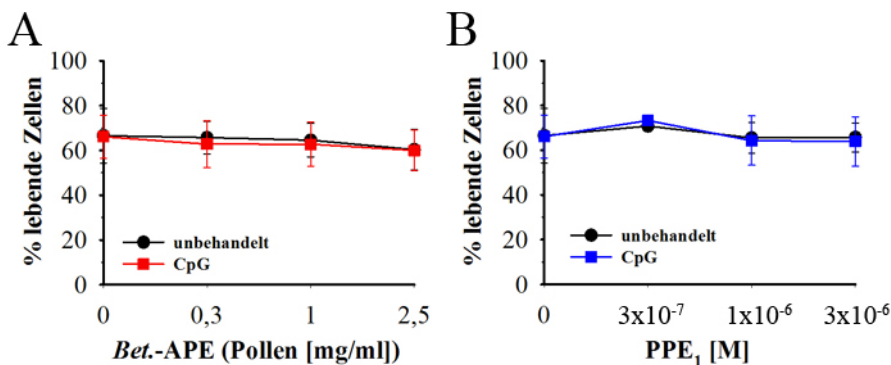 A
100
80
60
40
20
0
% lebende Zellen
unbehandelt
CpG
0 0,3 1 2,5
Bet.-APE (Pollen [mg/ml])
B
100
80
60
40
20
0
% lebende Zellen
unbehandelt
CpG
0 3x10⁻⁷ 1x10⁻⁶ 3x10⁻⁶
PPE₁ [M]